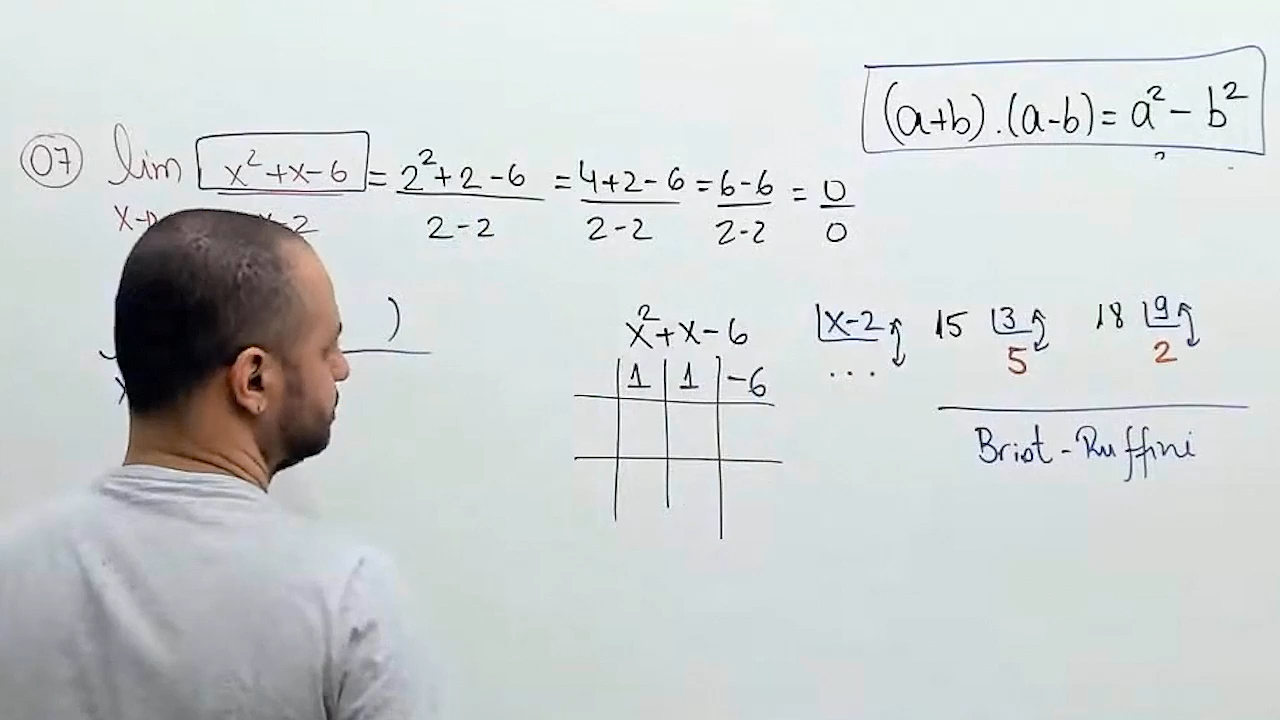 (a+b).(a-b)=a²-b²
07 lim x²+x-6 = 2²+2-6 = 4+2-6 = 6-6 = 0
x→ x-2 2-2 2-2 2-2 0
)
x²+x-6 x-2 15 3 18 9
1 1 -6 ... 5 2
Briot-Ruffini